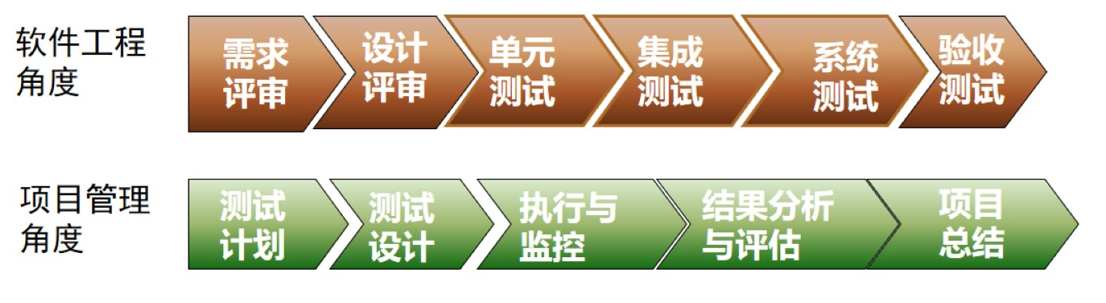 软件工程
角度
需求
评审
设计
评审
单元
测试
集成
测试
系统
测试
验收
测试
项目管理
角度
测试
计划
测试
设计
执行与
监控
结果分析
与评估
项目
总结